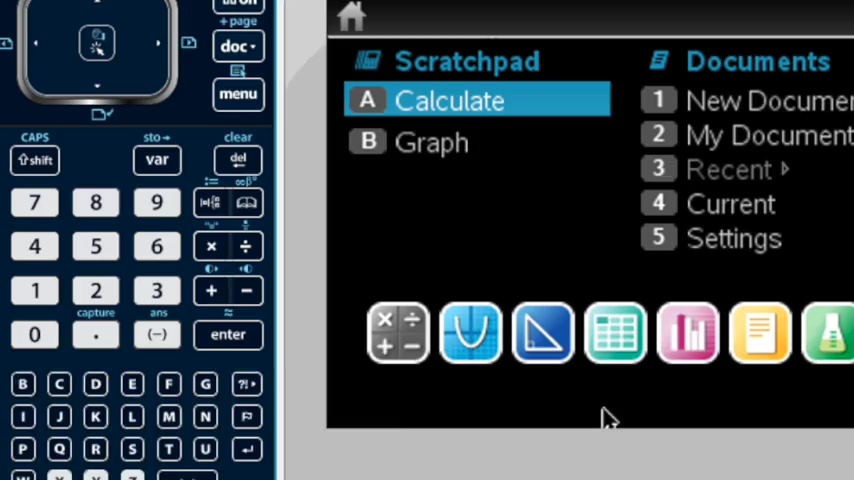 on
+ page
doc
menu
CAPS
sto→
clear
⇧shift
var
del
7 8 9
:=
∞β°
|□|{□
4 5 6 × ÷
1 2 3 + −
capture
ans
≈
0 . (−) enter
B C D E F G ?!▸
I J K L M N
P Q R S T U ↵
Scratchpad
A Calculate
B Graph
Documents
1 New Documen
2 My Document
3 Recent ▸
4 Current
5 Settings